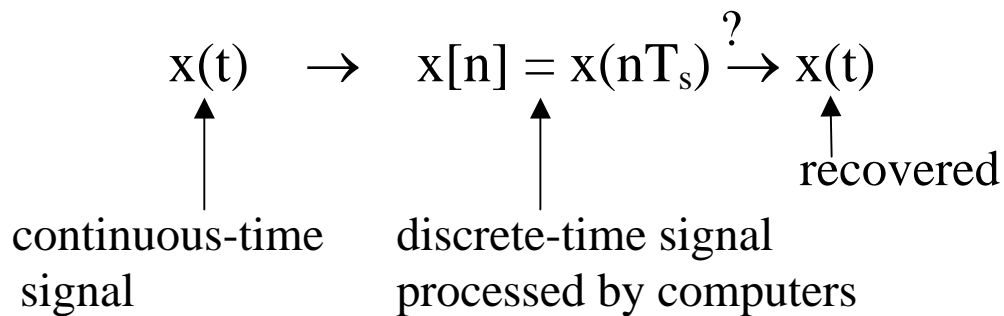 ?
x(t) → x[n] = x(nTₛ) → x(t)
recovered
continuous-time discrete-time signal
signal processed by computers